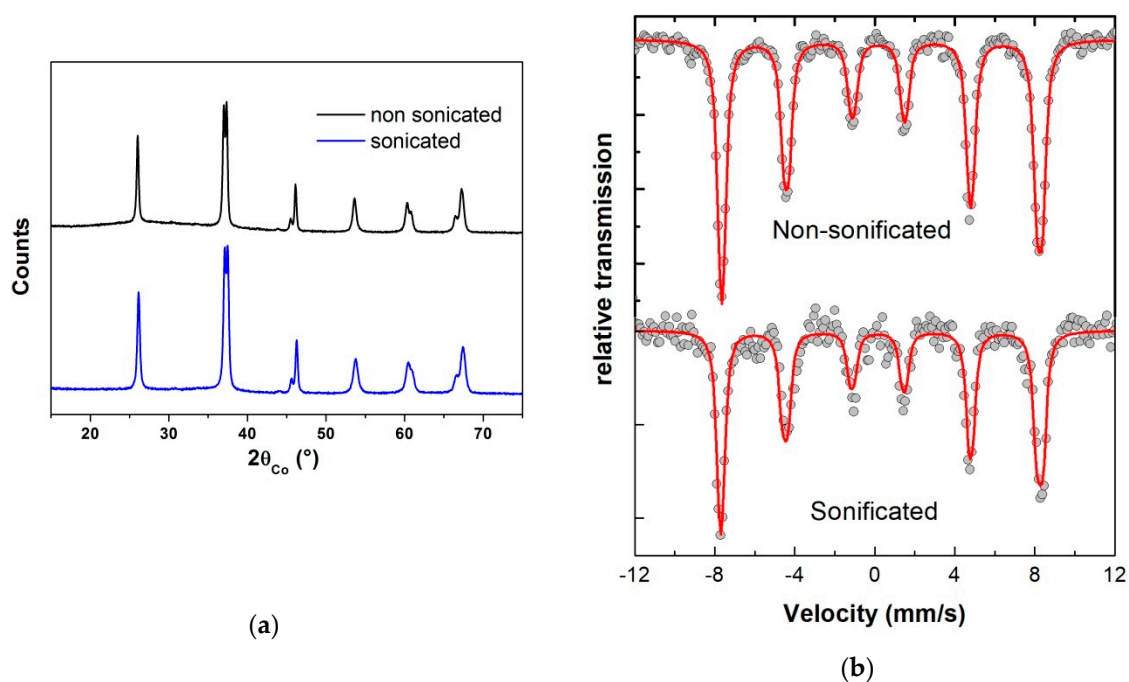 non sonicated
sonicated
Counts
20 30 40 50 60 70
2θCo (°)
(a)
relative transmission
Non-sonificated
Sonificated
-12 -8 -4 0 4 8 12
Velocity (mm/s)
(b)